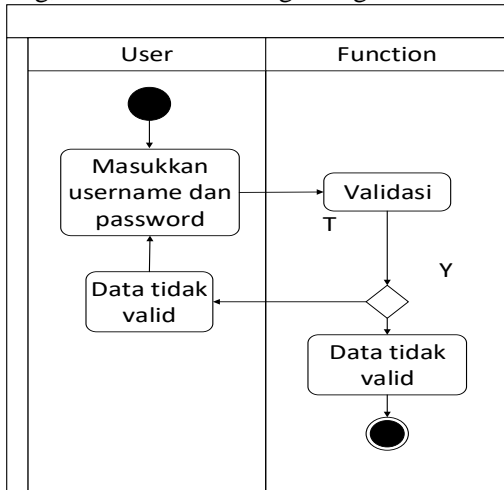 User
Function
Masukkan
username dan
password
Validasi
T
Y
Data tidak
valid
Data tidak
valid